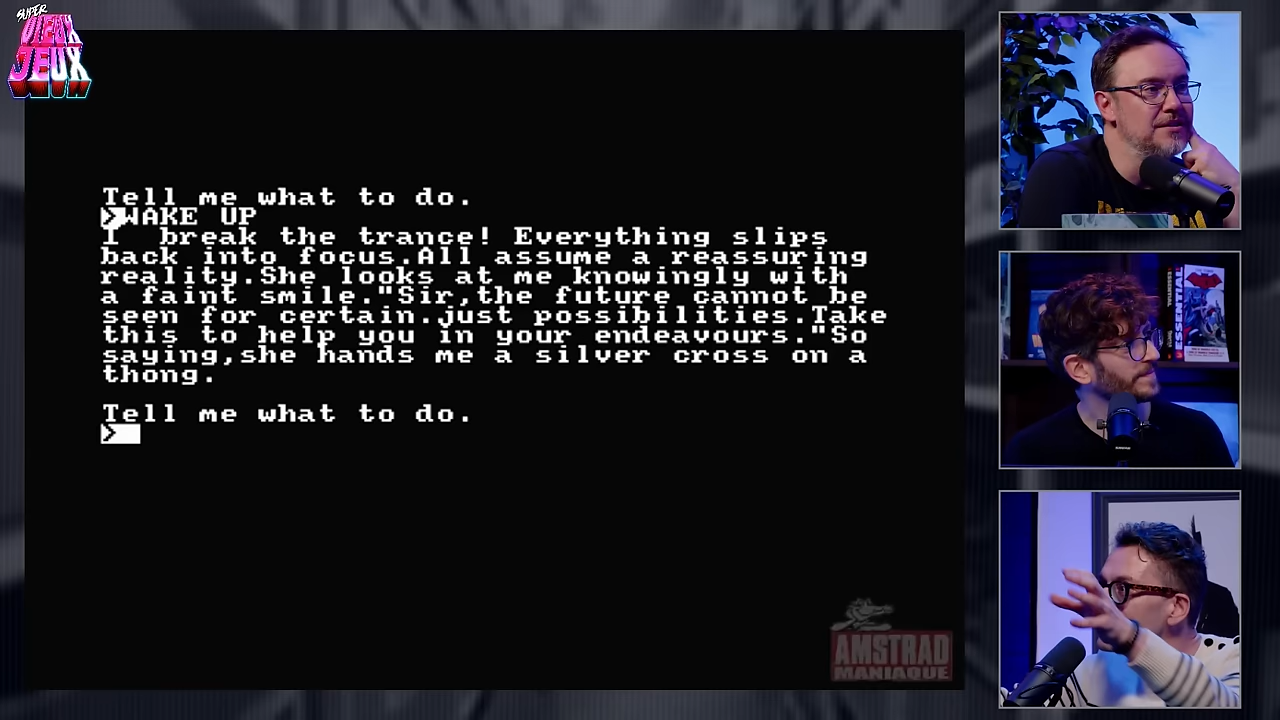 SUPER
VIEUX
JEUX
Tell me what to do.
>WAKE UP
I  break the trance! Everything slips
back into focus.All assume a reassuring
reality.She looks at me knowingly with
a faint smile."Sir,the future cannot be
seen for certain.just possibilities.Take
this to help you in your endeavours."So
saying,she hands me a silver cross on a
thong.
Tell me what to do.
>
AMSTRAD
MANIAQUE
ESSENTIAL
ESSENTIAL